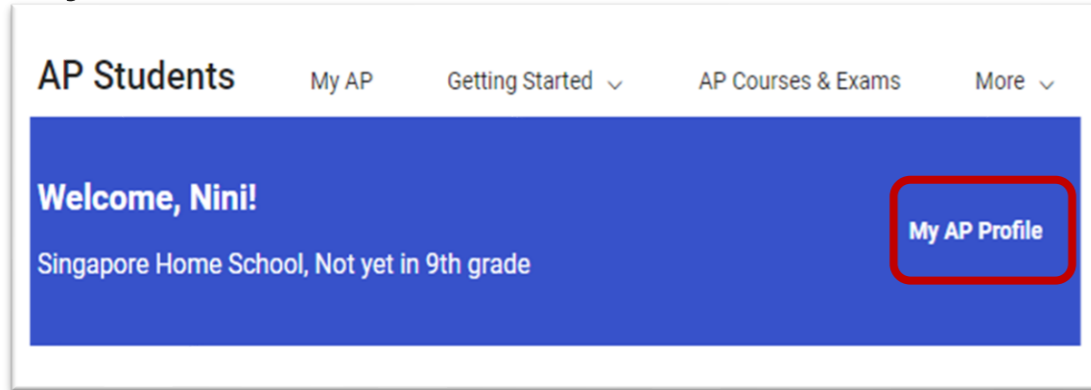 AP Students My AP Getting Started AP Courses & Exams More
Welcome, Nini!
My AP Profile
Singapore Home School, Not yet in 9th grade